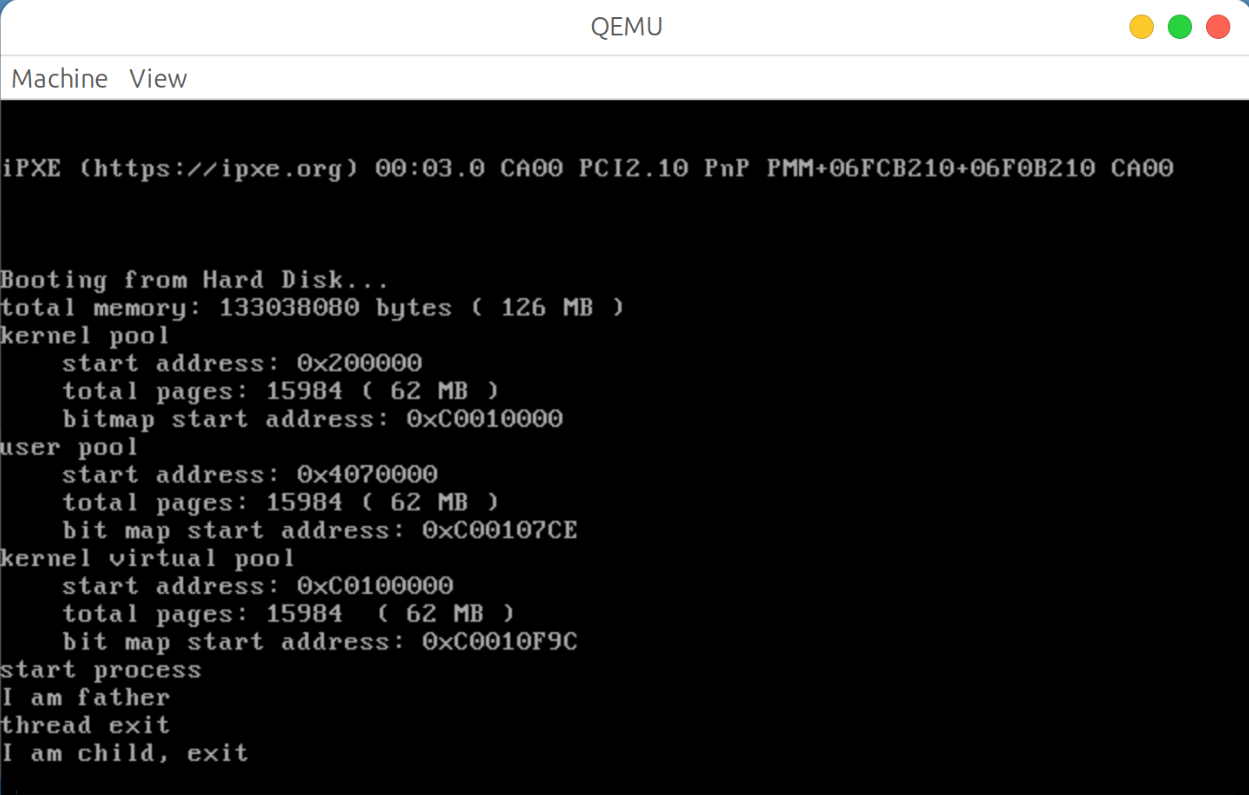 QEMU
Machine View
iPXE (https://ipxe.org) 00:03.0 CA00 PCI2.10 PnP PMM+06FCB210+06F0B210 CA00
Booting from Hard Disk...
total memory: 133038080 bytes ( 126 MB )
kernel pool
    start address: 0x200000
    total pages: 15984 ( 62 MB )
    bitmap start address: 0xC0010000
user pool
    start address: 0x4070000
    total pages: 15984 ( 62 MB )
    bit map start address: 0xC00107CE
kernel virtual pool
    start address: 0xC0100000
    total pages: 15984  ( 62 MB )
    bit map start address: 0xC0010F9C
start process
I am father
thread exit
I am child, exit